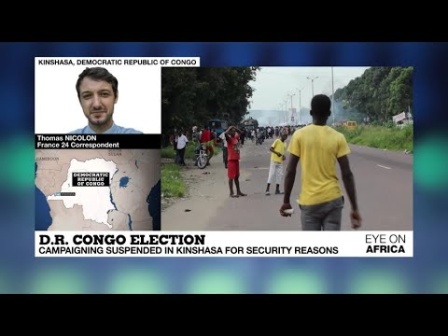 KINSHASA, DEMOCRATIC REPUBLIC OF CONGO
Thomas NICOLON
France 24 Correspondent
DEMOCRATIC
REPUBLIC
OF CONGO
D.R. CONGO ELECTION
CAMPAIGNING SUSPENDED IN KINSHASA FOR SECURITY REASONS
EYE ON
AFRICA